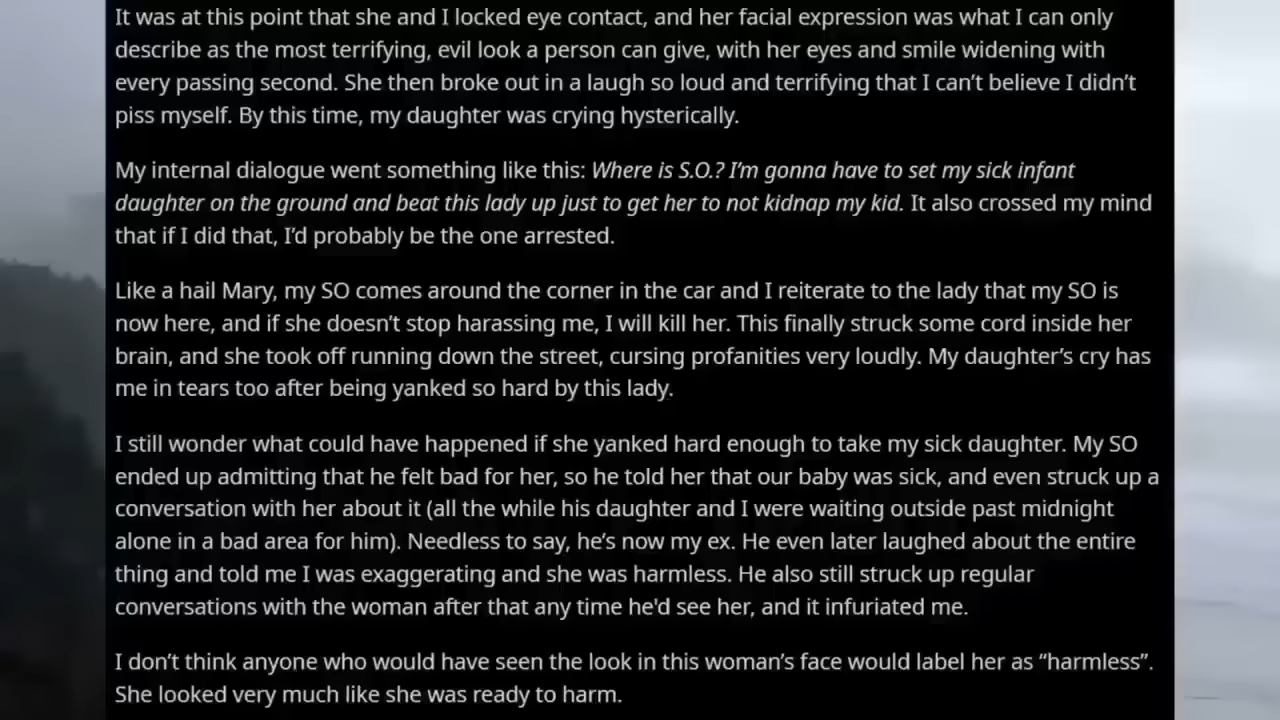 It was at this point that she and I locked eye contact, and her facial expression was what I can only
describe as the most terrifying, evil look a person can give, with her eyes and smile widening with
every passing second. She then broke out in a laugh so loud and terrifying that I can't believe I didn't
piss myself. By this time, my daughter was crying hysterically.
My internal dialogue went something like this: Where is S.O.? I'm gonna have to set my sick infant
daughter on the ground and beat this lady up just to get her to not kidnap my kid. It also crossed my mind
that if I did that, I'd probably be the one arrested.
Like a hail Mary, my SO comes around the corner in the car and I reiterate to the lady that my SO is
now here, and if she doesn't stop harassing me, I will kill her. This finally struck some cord inside her
brain, and she took off running down the street, cursing profanities very loudly. My daughter's cry has
me in tears too after being yanked so hard by this lady.
I still wonder what could have happened if she yanked hard enough to take my sick daughter. My SO
ended up admitting that he felt bad for her, so he told her that our baby was sick, and even struck up a
conversation with her about it (all the while his daughter and I were waiting outside past midnight
alone in a bad area for him). Needless to say, he's now my ex. He even later laughed about the entire
thing and told me I was exaggerating and she was harmless. He also still struck up regular
conversations with the woman after that any time he'd see her, and it infuriated me.
I don't think anyone who would have seen the look in this woman's face would label her as “harmless”.
She looked very much like she was ready to harm.